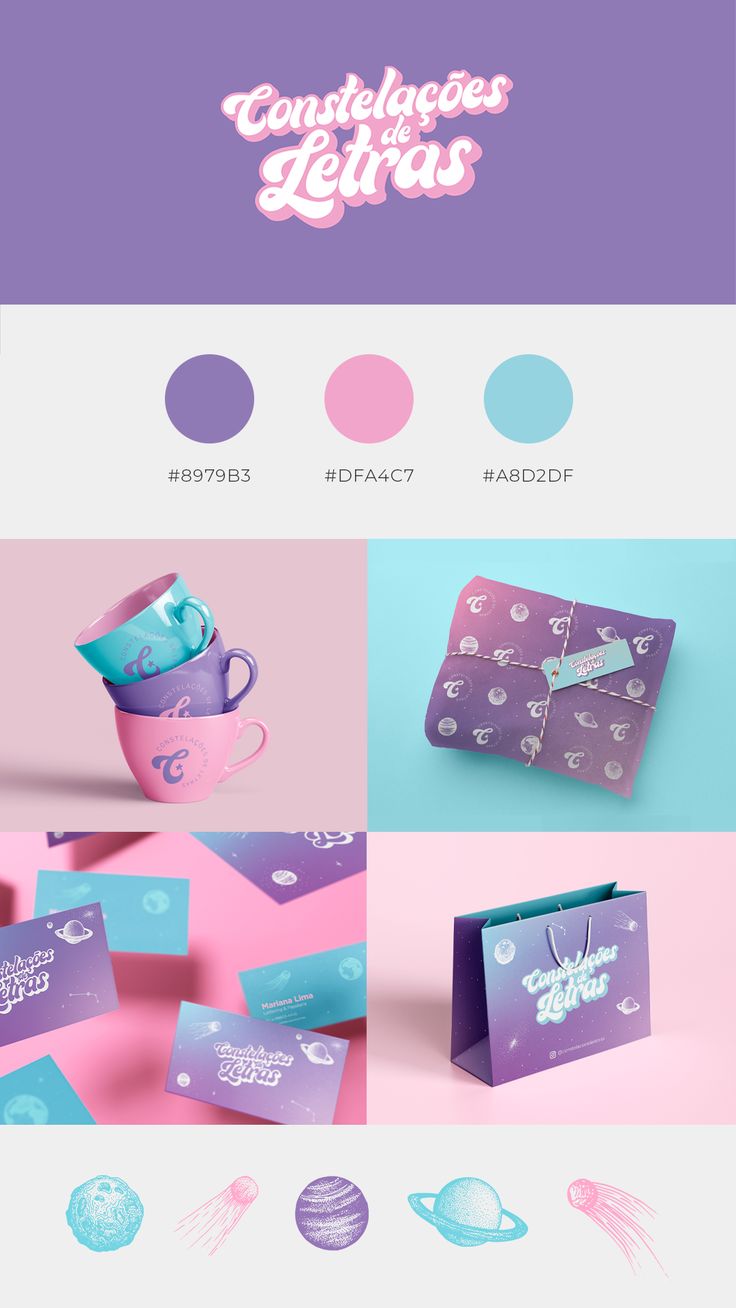 Constelações
de
Letras
#8979B3
#DFA4C7
#A8D2DF
CONSTELAÇÕES DE LETRAS
C
CONSTELAÇÕES DE LETRAS
C
Constelações
de
Letras
Constelações
de
Letras
Mariana Lima
Lettering & Papelaria
Constelações
de
Letras
Constelações
de
Letras